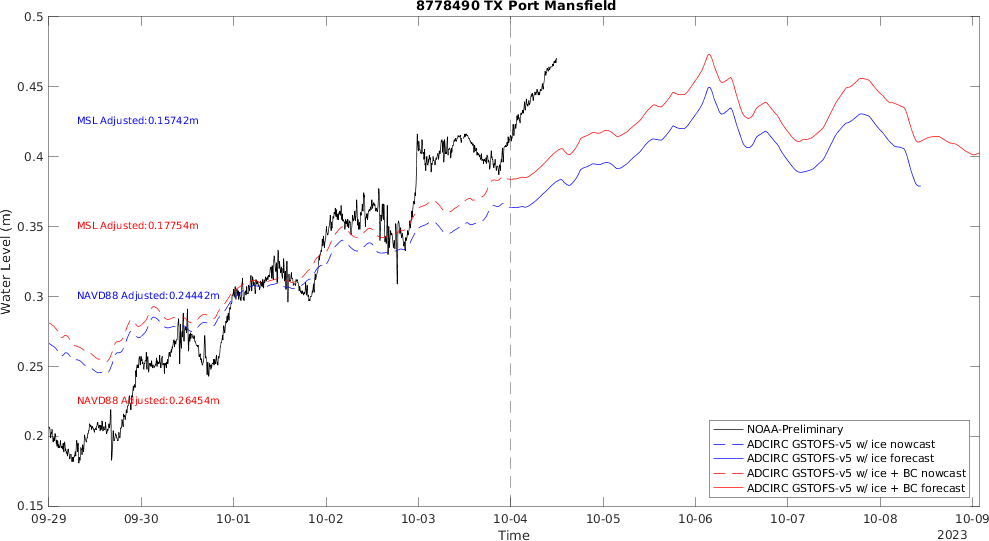 8778490 TX Port Mansfield
0.5
0.45
0.4
0.35
0.3
0.25
0.2
0.15
Water Level (m)
MSL Adjusted:0.15742m
MSL Adjusted:0.17754m
NAVD88 Adjusted:0.24442m
NAVD88 Adjusted:0.26454m
NOAA-Preliminary
ADCIRC GSTOFS-v5 w/ ice nowcast
ADCIRC GSTOFS-v5 w/ ice forecast
ADCIRC GSTOFS-v5 w/ ice + BC nowcast
ADCIRC GSTOFS-v5 w/ ice + BC forecast
09-29 09-30 10-01 10-02 10-03 10-04 10-05 10-06 10-07 10-08 10-09
Time
2023